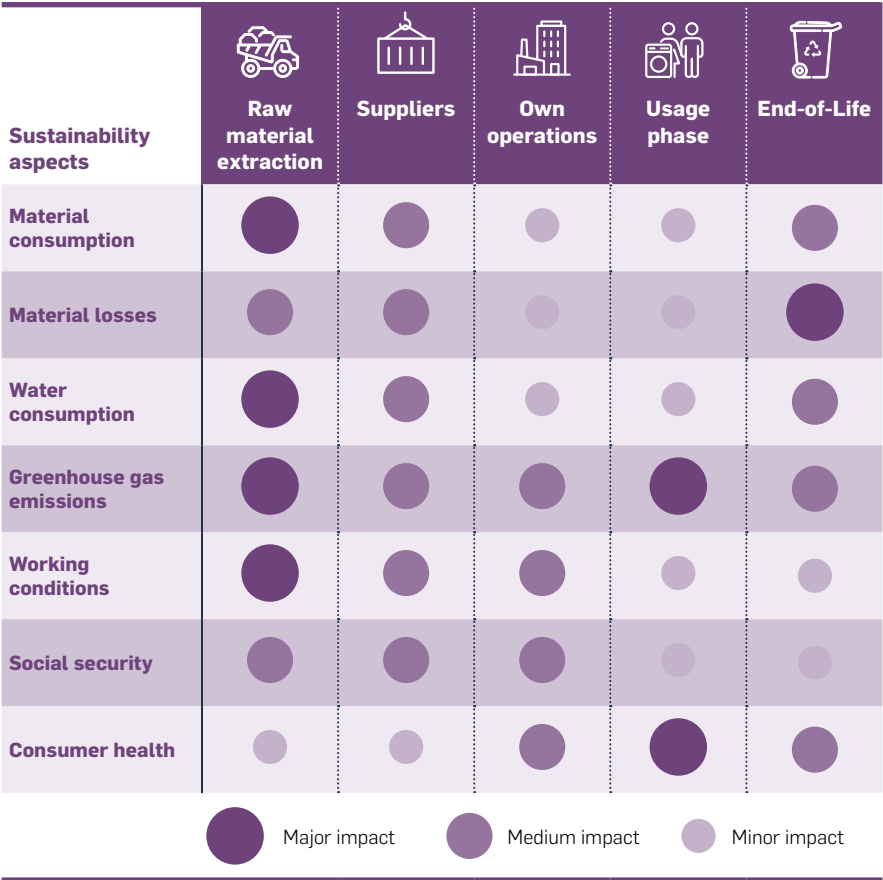 Sustainability
aspects
Raw
material
extraction
Suppliers
Own
operations
Usage
phase
End-of-Life
Material
consumption
Material losses
Water
consumption
Greenhouse gas
emissions
Working
conditions
Social security
Consumer health
Major impact
Medium impact
Minor impact